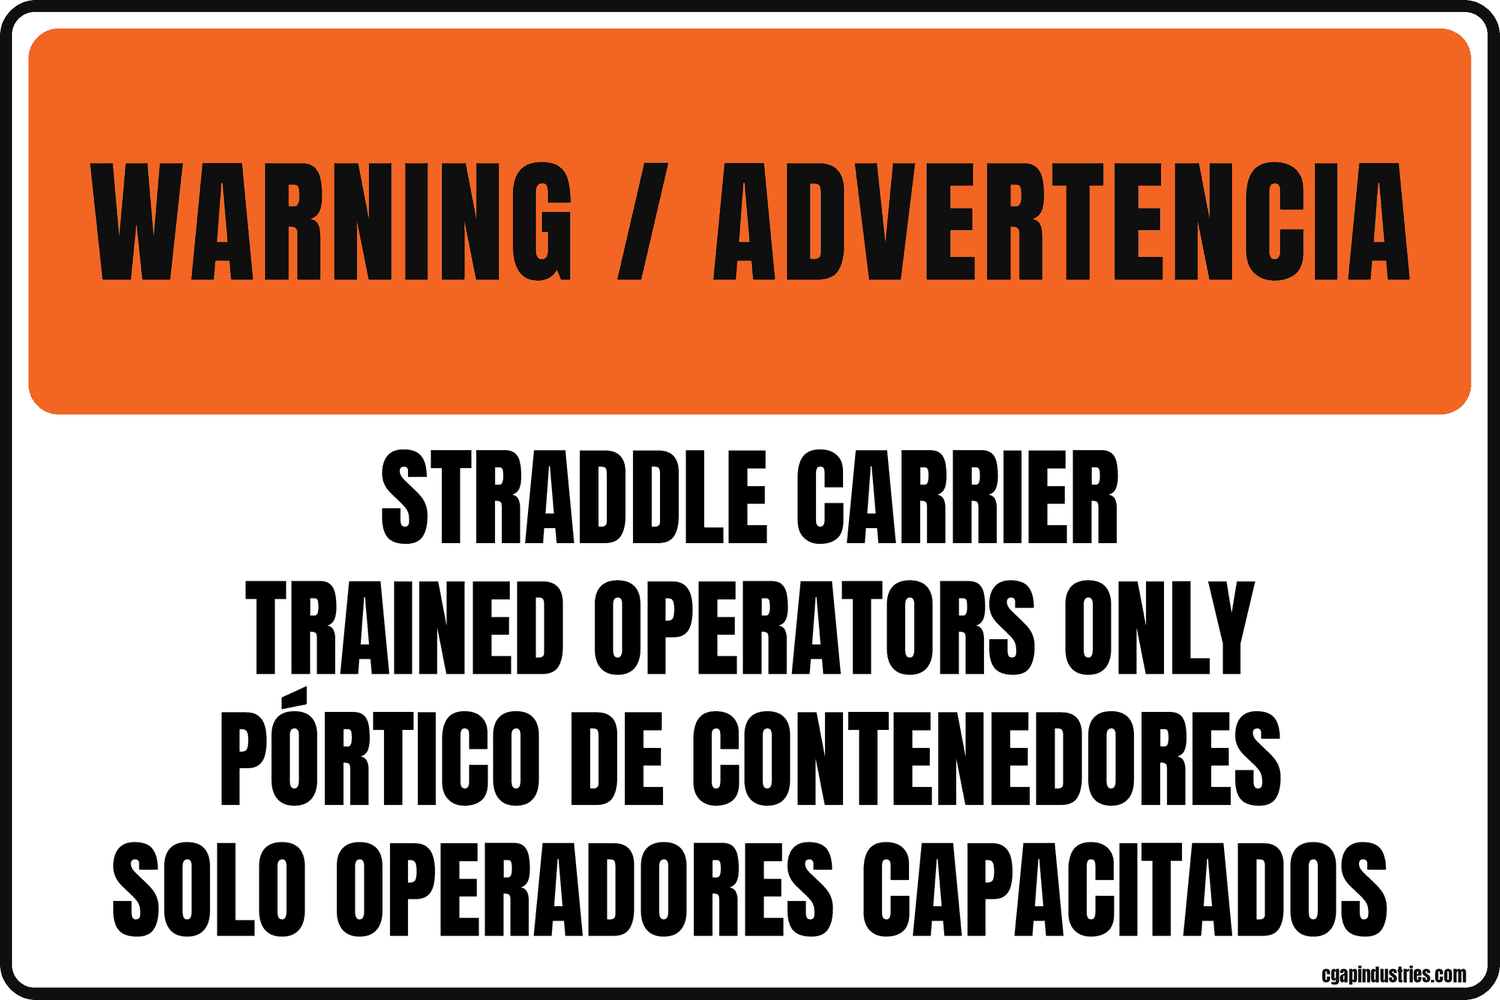 WARNING / ADVERTENCIA
STRADDLE CARRIER
TRAINED OPERATORS ONLY
PÓRTICO DE CONTENEDORES
SOLO OPERADORES CAPACITADOS
cgapindustries.com